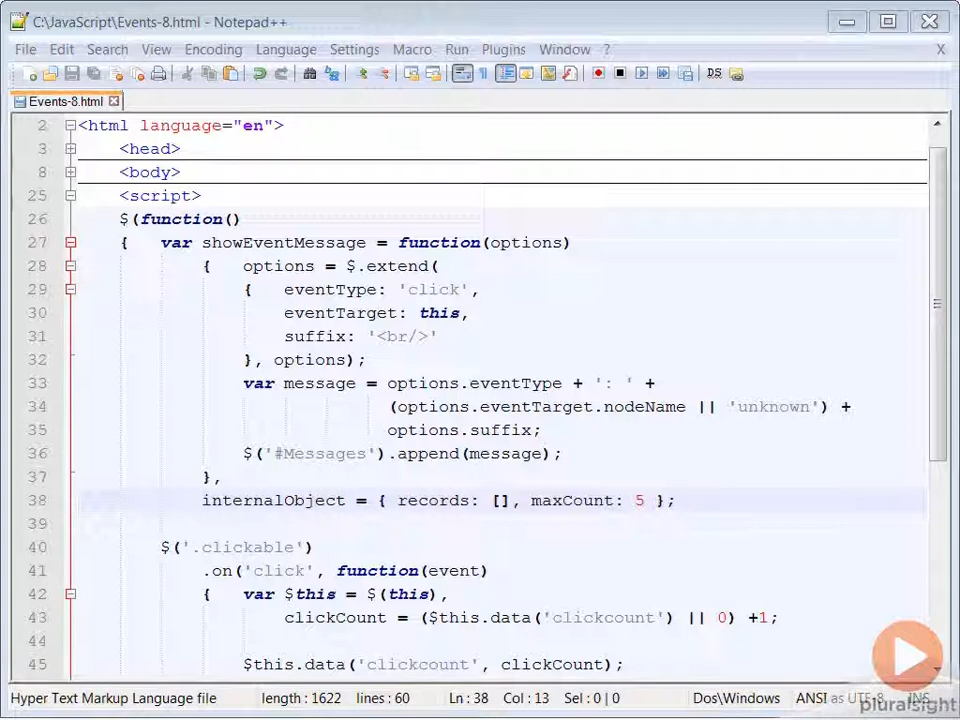 C:\JavaScript\Events-8.html - Notepad++
File Edit Search View Encoding Language Settings Macro Run Plugins Window ? X
DS
Events-8.html
2 <html language="en">
3 <head>
8 <body>
25 <script>
26 $(function()
27 { var showEventMessage = function(options)
28 { options = $.extend(
29 { eventType: 'click',
30 eventTarget: this,
31 suffix: '<br/>'
32 }, options);
33 var message = options.eventType + ': ' +
34 (options.eventTarget.nodeName || 'unknown') +
35 options.suffix;
36 $('#Messages').append(message);
37 },
38 internalObject = { records: [], maxCount: 5 };
39
40 $('.clickable')
41 .on('click', function(event)
42 { var $this = $(this),
43 clickCount = ($this.data('clickcount') || 0) +1;
44
45 $this.data('clickcount', clickCount);
Hyper Text Markup Language file length : 1622 lines : 60 Ln : 38 Col : 13 Sel : 0 | 0 Dos\Windows ANSI as UTF-8 INS
pluralsight